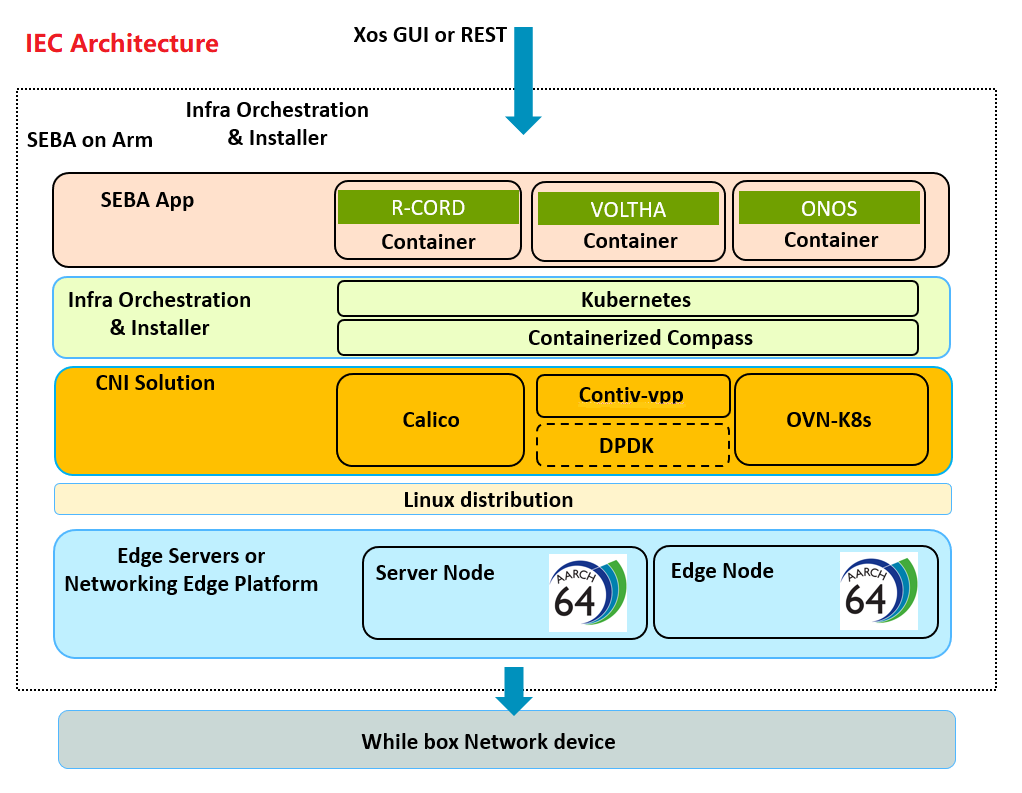 Xos GUI or REST
IEC Architecture
Infra Orchestration
& Installer
SEBA on Arm
SEBA App
R-CORD
Container
VOLTHA
Container
ONOS
Container
Infra Orchestration
& Installer
Kubernetes
Containerized Compass
CNI Solution
Calico
Contiv-vpp
DPDK
OVN-K8s
Linux distribution
Edge Servers or
Networking Edge Platform
Server Node
AARCH
64
Edge Node
AARCH
64
While box Network device